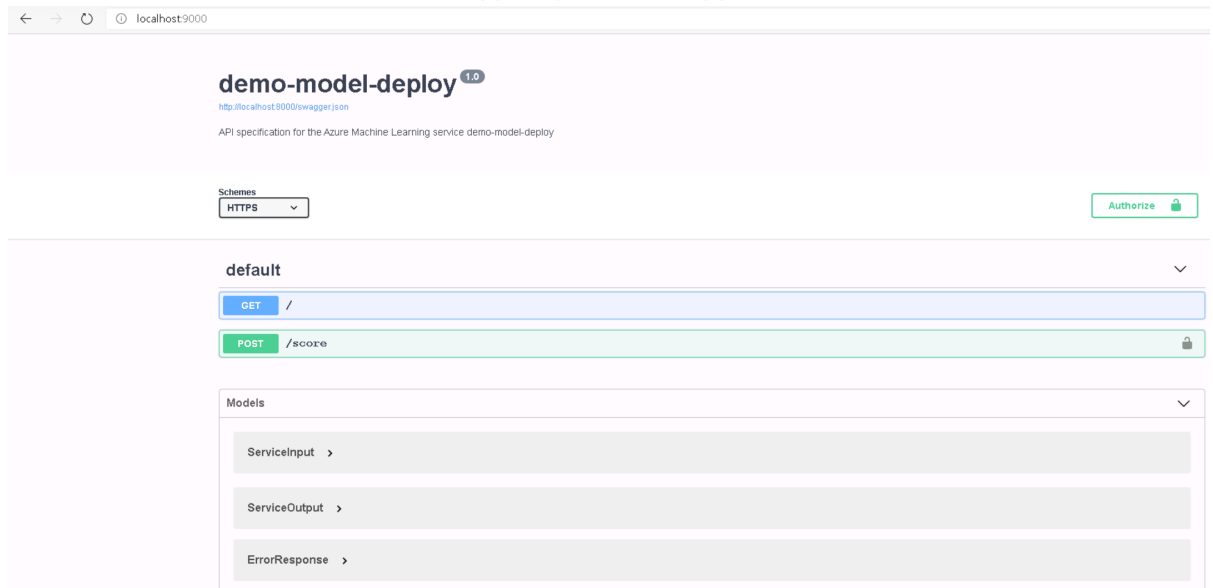 localhost:9000
demo-model-deploy 1.0
http://localhost:8000/swagger.json
API specification for the Azure Machine Learning service demo-model-deploy
Schemes
HTTPS
Authorize
default
GET /
POST /score
Models
ServiceInput
ServiceOutput
ErrorResponse